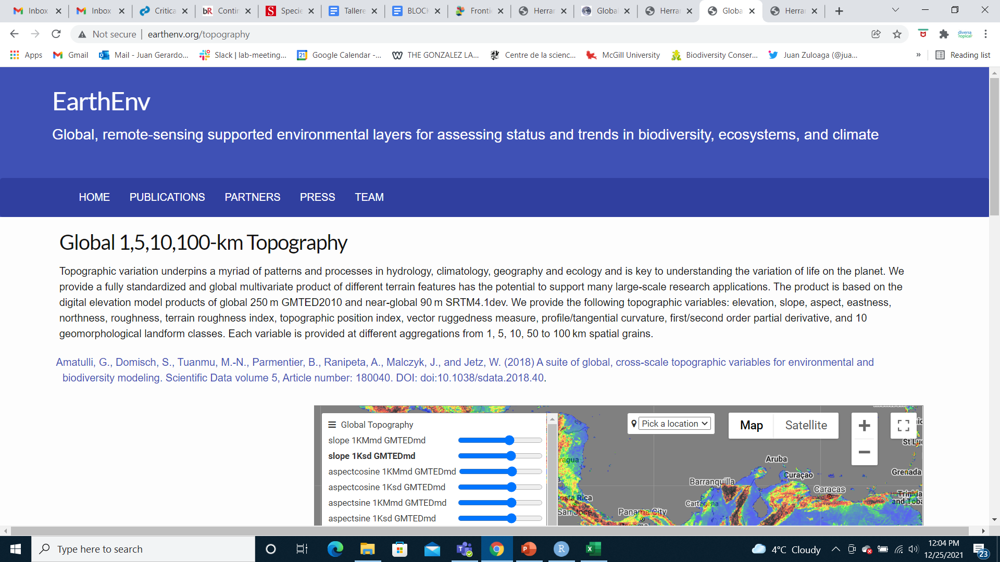 Inbox
Inbox
Critica
bR Contin
S Specie
Tallere
BLOCK
Frontie
Herrar
Global
Herrar
Globa
Herrar
Not secure | earthenv.org/topography
diversa
Apps
Gmail
Mail - Juan Gerardo...
Slack | lab-meeting...
21 Google Calendar -...
THE GONZALEZ LA...
Centre de la scienc...
McGill University
Biodiversity Conser...
Juan Zuloaga (@jua...
»
Reading list
EarthEnv
Global, remote-sensing supported environmental layers for assessing status and trends in biodiversity, ecosystems, and climate
HOME PUBLICATIONS PARTNERS PRESS TEAM
Global 1,5,10,100-km Topography
Topographic variation underpins a myriad of patterns and processes in hydrology, climatology, geography and ecology and is key to understanding the variation of life on the planet. We
provide a fully standardized and global multivariate product of different terrain features has the potential to support many large-scale research applications. The product is based on the
digital elevation model products of global 250 m GMTED2010 and near-global 90 m SRTM4.1dev. We provide the following topographic variables: elevation, slope, aspect, eastness,
northness, roughness, terrain roughness index, topographic position index, vector ruggedness measure, profile/tangential curvature, first/second order partial derivative, and 10
geomorphological landform classes. Each variable is provided at different aggregations from 1, 5, 10, 50 to 100 km spatial grains.
Amatulli, G., Domisch, S., Tuanmu, M.-N., Parmentier, B., Ranipeta, A., Malczyk, J., and Jetz, W. (2018) A suite of global, cross-scale topographic variables for environmental and
biodiversity modeling. Scientific Data volume 5, Article number: 180040. DOI: doi:10.1038/sdata.2018.40.
Global Topography
slope 1KMmd GMTEDmd
slope 1Ksd GMTEDmd
aspectcosine 1KMmd GMTEDmd
aspectcosine 1Ksd GMTEDmd
aspectsine 1KMmd GMTEDmd
aspectsine 1Ksd GMTEDmd
Pick a location
Map Satellite
+
−
St Lu
Aruba
Curaçao
Grenada
Barranquilla
Caracas
Cartagena
Trinida
and Toba
ragua
osta Rica
San José
Panama City
Type here to search
4°C Cloudy
12:04 PM
12/25/2021
23